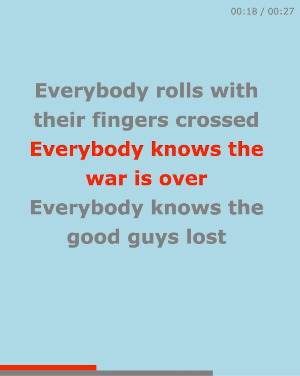 00:18 / 00:27
Everybody rolls with
their fingers crossed
Everybody knows the
war is over
Everybody knows the
good guys lost